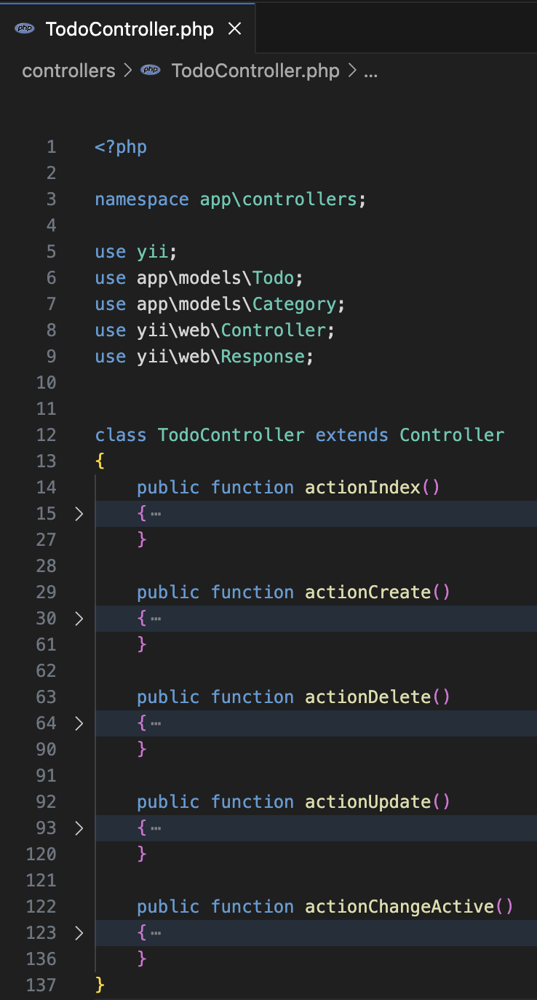 php TodoController.php ×
controllers > php TodoController.php > ...
1 <?php
2
3 namespace app\controllers;
4
5 use yii;
6 use app\models\Todo;
7 use app\models\Category;
8 use yii\web\Controller;
9 use yii\web\Response;
10
11
12 class TodoController extends Controller
13 {
14     public function actionIndex()
15 >     { ⋯
27     }
28
29     public function actionCreate()
30 >     { ⋯
61     }
62
63     public function actionDelete()
64 >     { ⋯
90     }
91
92     public function actionUpdate()
93 >     { ⋯
120     }
121
122     public function actionChangeActive()
123 >     { ⋯
136     }
137 }